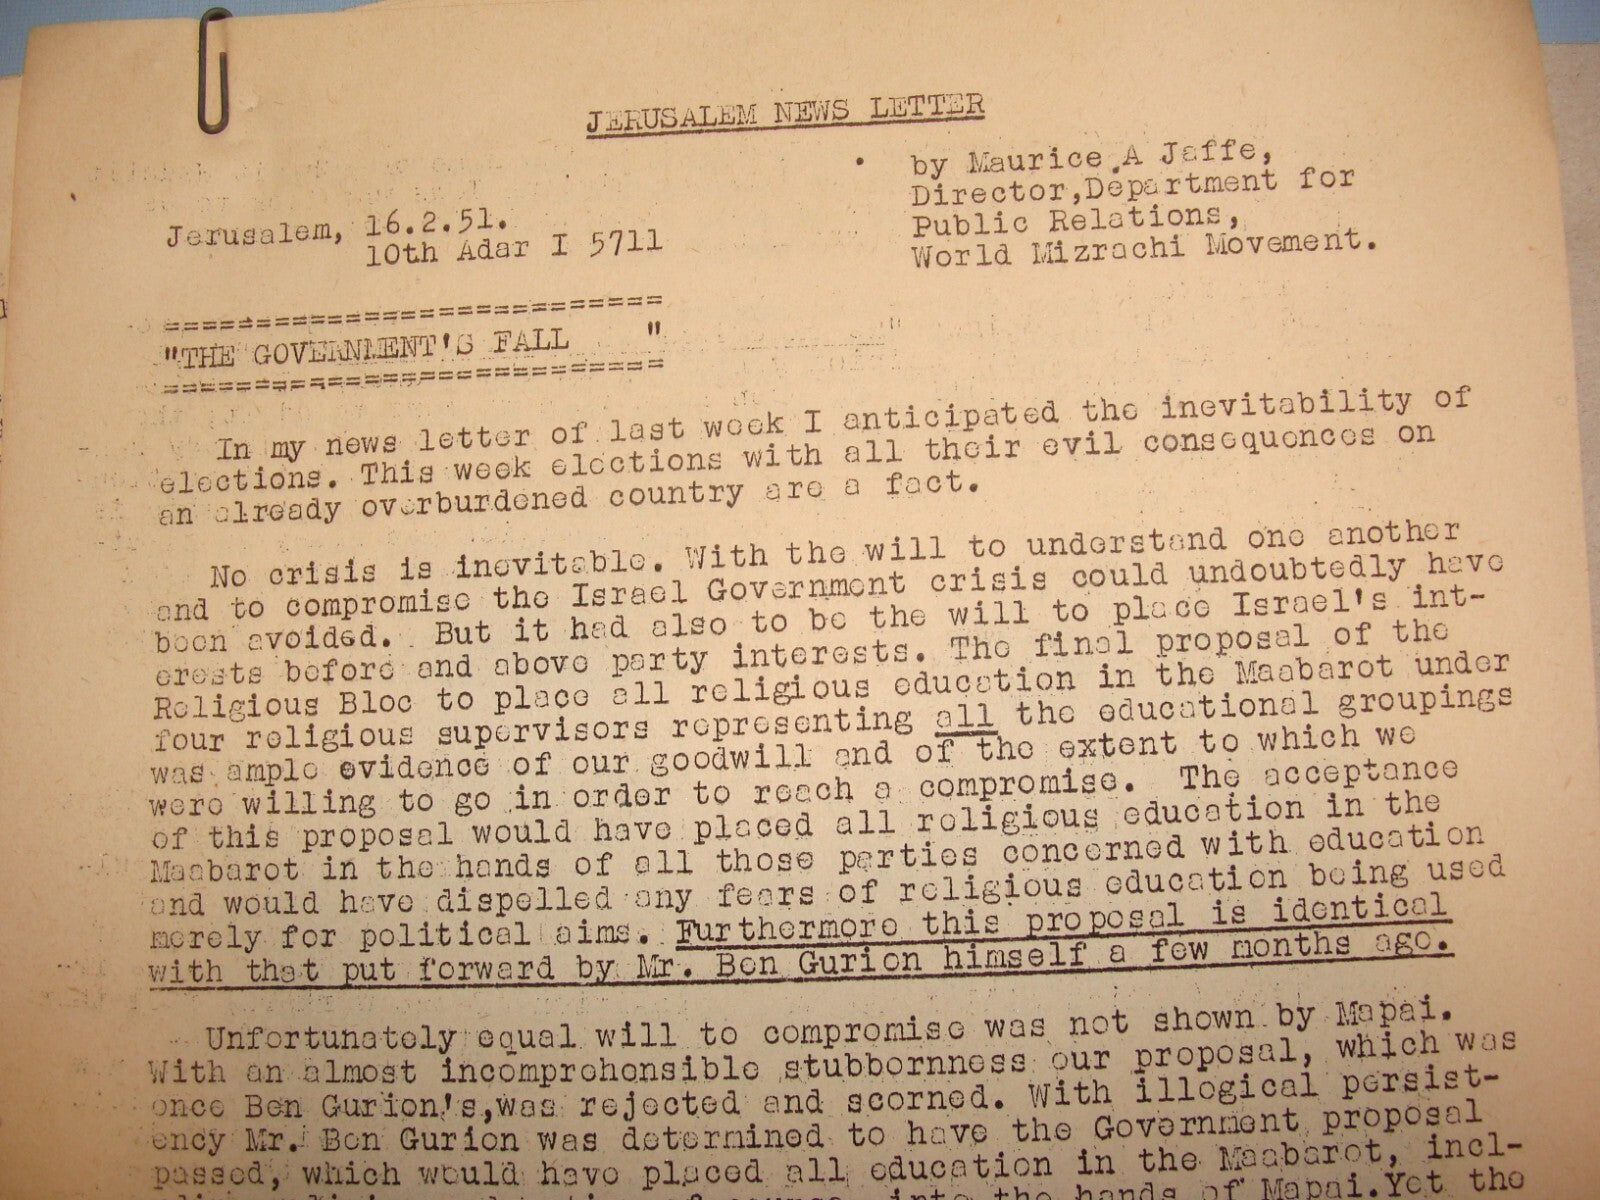 JERUSALEM NEWS LETTER
by Maurice A Jaffe,
Director,Department for
Public Relations,
World Mizrachi Movement.
Jerusalem, 16.2.51.
10th Adar I 5711
===========================
"THE GOVERNMENT'S FALL "
===========================
In my news letter of last week I anticipated the inevitability of
elections. This week elections with all their evil consequences on
an already overburdened country are a fact.
No crisis is inevitable. With the will to understand one another
and to compromise the Israel Government crisis could undoubtedly have
been avoided. But it had also to be the will to place Israel's int-
erests before and above party interests. The final proposal of the
Religious Bloc to place all religious education in the Maabarot under
four religious supervisors representing all the educational groupings
was ample evidence of our goodwill and of the extent to which we
were willing to go in order to reach a compromise. The acceptance
of this proposal would have placed all religious education in the
Maabarot in the hands of all those parties concerned with education
and would have dispelled any fears of religious education being used
merely for political aims. Furthermore this proposal is identical
with that put forward by Mr. Ben Gurion himself a few months ago.
Unfortunately equal will to compromise was not shown by Mapai.
With an almost incomprehensible stubbornness our proposal, which was
once Ben Gurion's,was rejected and scorned. With illogical persist-
ency Mr. Ben Gurion was determined to have the Government proposal
passed, which would have placed all education in the Maabarot, incl-
of course, into the hands of Mapai.Yet the